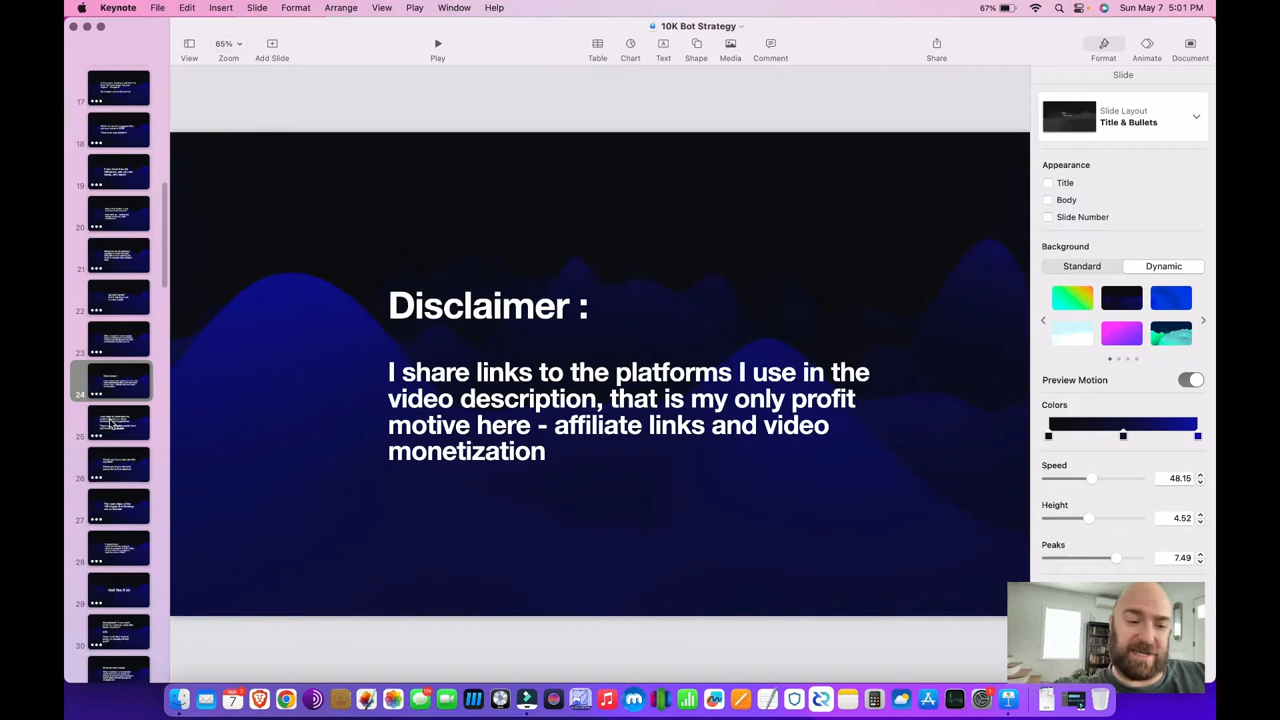 Keynote File Edit Insert Slide Format Arrange View Play Window Help 67% Sun May 7 5:01 PM
10K Bot Strategy
65%
View Zoom Add Slide Play Table Chart Text Shape Media Comment Share Format Animate Document
Slide
Slide Layout
Title & Bullets
Appearance
Title
Body
Slide Number
Background
Standard Dynamic
Preview Motion
Colors
Speed 48.15
Height 4.52
Peaks 7.49
17
18
19
20
21
22
23
24
25
26
27
28
29
30
Disclaimer :
I share links to the platforms I use in the
video description, that is my only profit
motive here - affiliate links and video
monetization